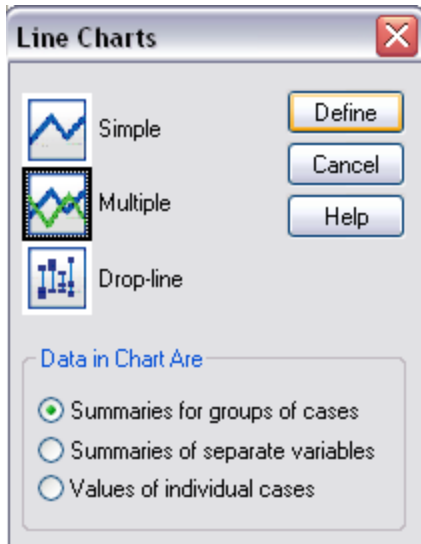 Line Charts
Simple
Multiple
Drop-line
Define
Cancel
Help
Data in Chart Are
Summaries for groups of cases
Summaries of separate variables
Values of individual cases